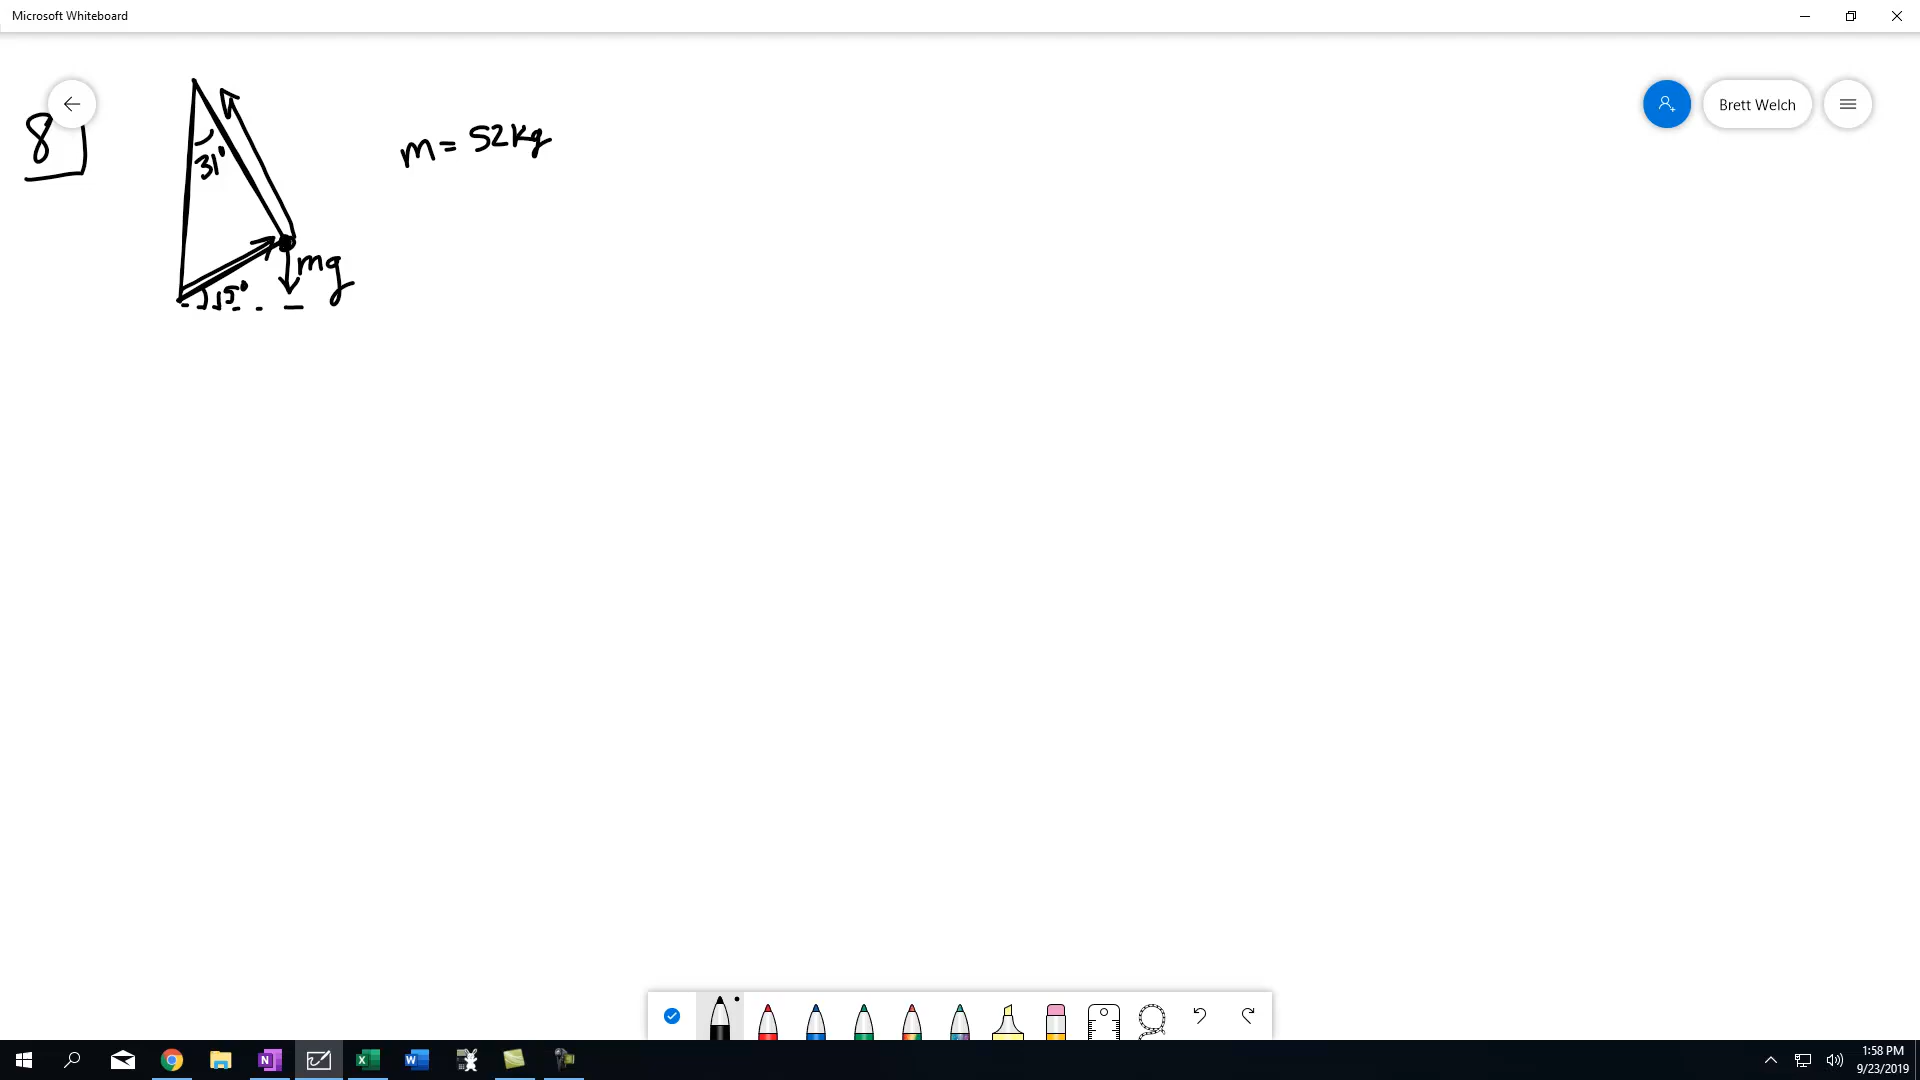 Microsoft Whiteboard
Brett Welch
8
31°
m = 52kg
mg
15°
1:58 PM
9/23/2019